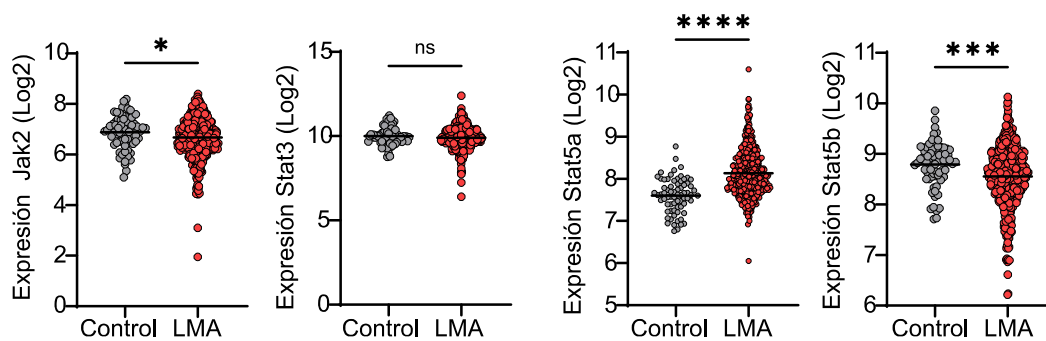 Expresión Jak2 (Log2)
10
8
6
4
2
0
*
Control
LMA
Expresión Stat3 (Log2)
15
10
5
0
ns
Control
LMA
Expresión Stat5a (Log2)
11
10
9
8
7
6
5
****
Control
LMA
Expresión Stat5b (Log2)
11
10
9
8
7
6
***
Control
LMA